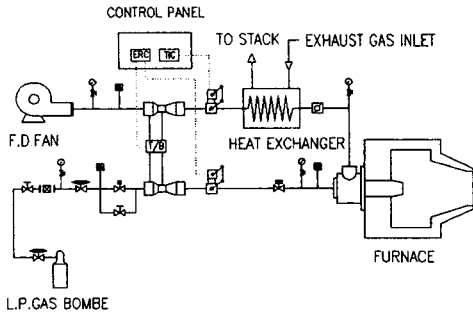 CONTROL PANEL
ERC TIC
TO STACK
EXHAUST GAS INLET
F.D.FAN
HEAT EXCHANGER
T/B
FURNACE
L.P.GAS BOMBE